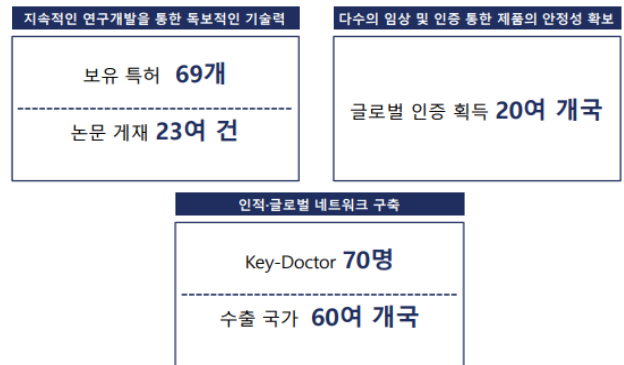 지속적인 연구개발을 통한 독보적인 기술력
보유 특허 69개
논문 게재 23여 건
다수의 임상 및 인증 통한 제품의 안정성 확보
글로벌 인증 획득 20여 개국
인적·글로벌 네트워크 구축
Key-Doctor 70명
수출 국가 60여 개국